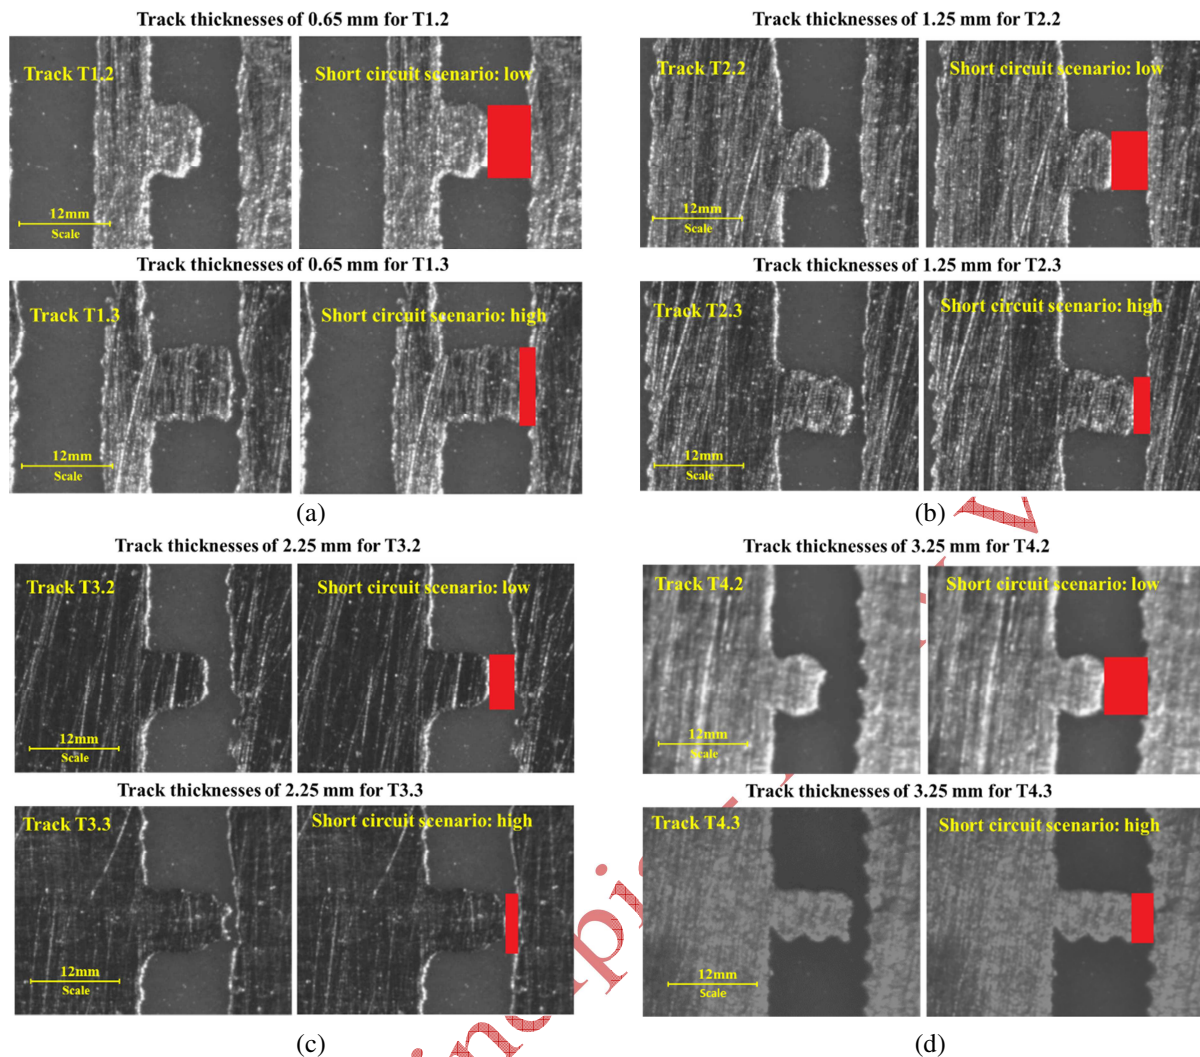 Track thicknesses of 0.65 mm for T1.2
Track T1.2
Short circuit scenario: low
12mm
Scale
Track thicknesses of 0.65 mm for T1.3
Track T1.3
Short circuit scenario: high
12mm
Scale
(a)
Track thicknesses of 1.25 mm for T2.2
Track T2.2
Short circuit scenario: low
12mm
Scale
Track thicknesses of 1.25 mm for T2.3
Track T2.3
Short circuit scenario: high
12mm
Scale
(b)
Track thicknesses of 2.25 mm for T3.2
Track T3.2
Short circuit scenario: low
12mm
Scale
Track thicknesses of 2.25 mm for T3.3
Track T3.3
Short circuit scenario: high
12mm
Scale
(c)
Track thicknesses of 3.25 mm for T4.2
Track T4.2
Short circuit scenario: low
12mm
Scale
Track thicknesses of 3.25 mm for T4.3
Track T4.3
Short circuit scenario: high
12mm
Scale
(d)